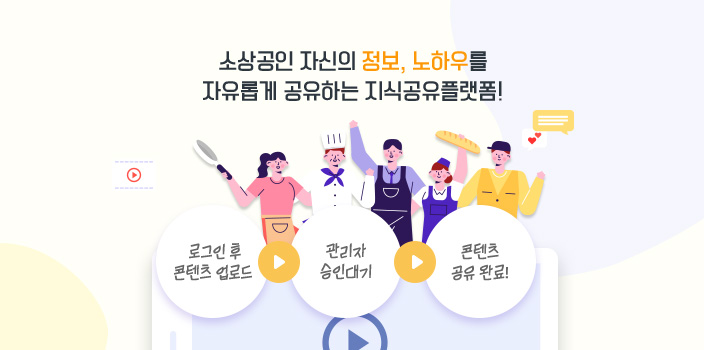 소상공인 자신의 정보, 노하우를
자유롭게 공유하는 지식공유플랫폼!
로그인 후
콘텐츠 업로드
관리자
승인대기
콘텐츠
공유 완료!